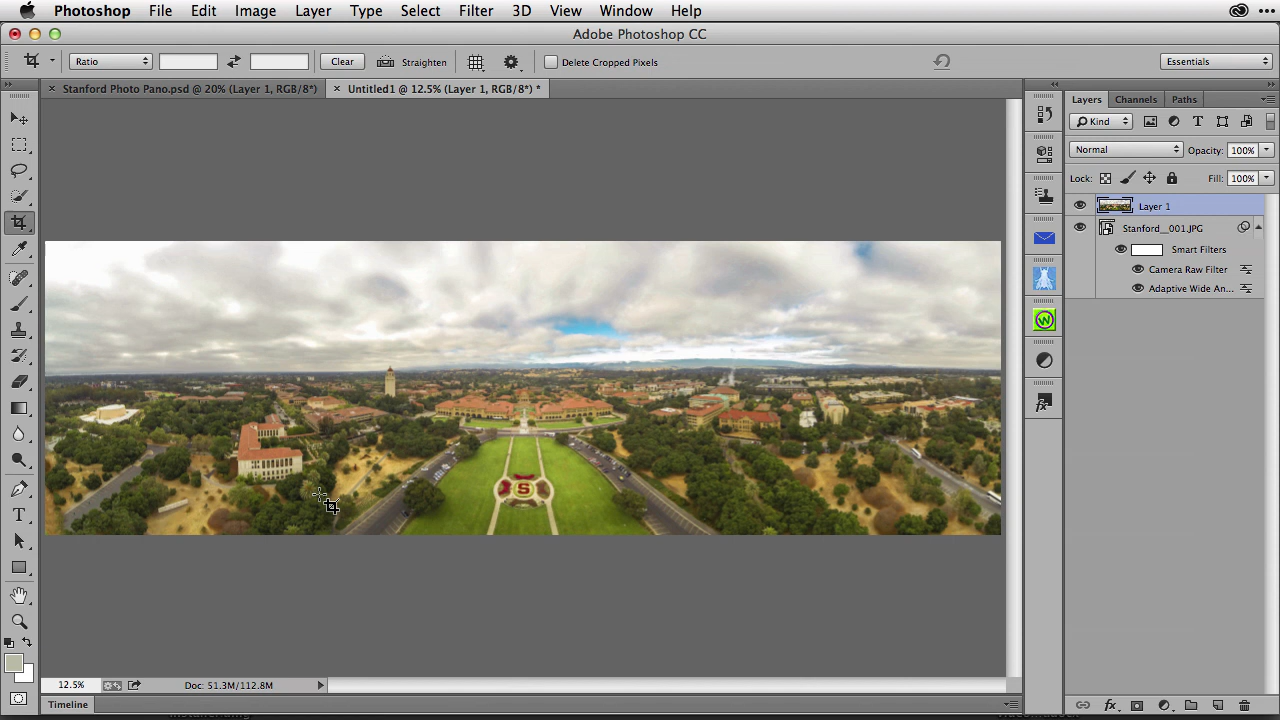 Photoshop File Edit Image Layer Type Select Filter 3D View Window Help
Adobe Photoshop CC
Ratio Clear Straighten Delete Cropped Pixels Essentials
Stanford Photo Pano.psd @ 20% (Layer 1, RGB/8*) Untitled1 @ 12.5% (Layer 1, RGB/8*) *
Layers Channels Paths
Kind
Normal Opacity: 100%
Lock: Fill: 100%
Layer 1
Stanford__001.JPG
Smart Filters
Camera Raw Filter
Adaptive Wide An...
S
12.5% Doc: 51.3M/112.8M
Timeline